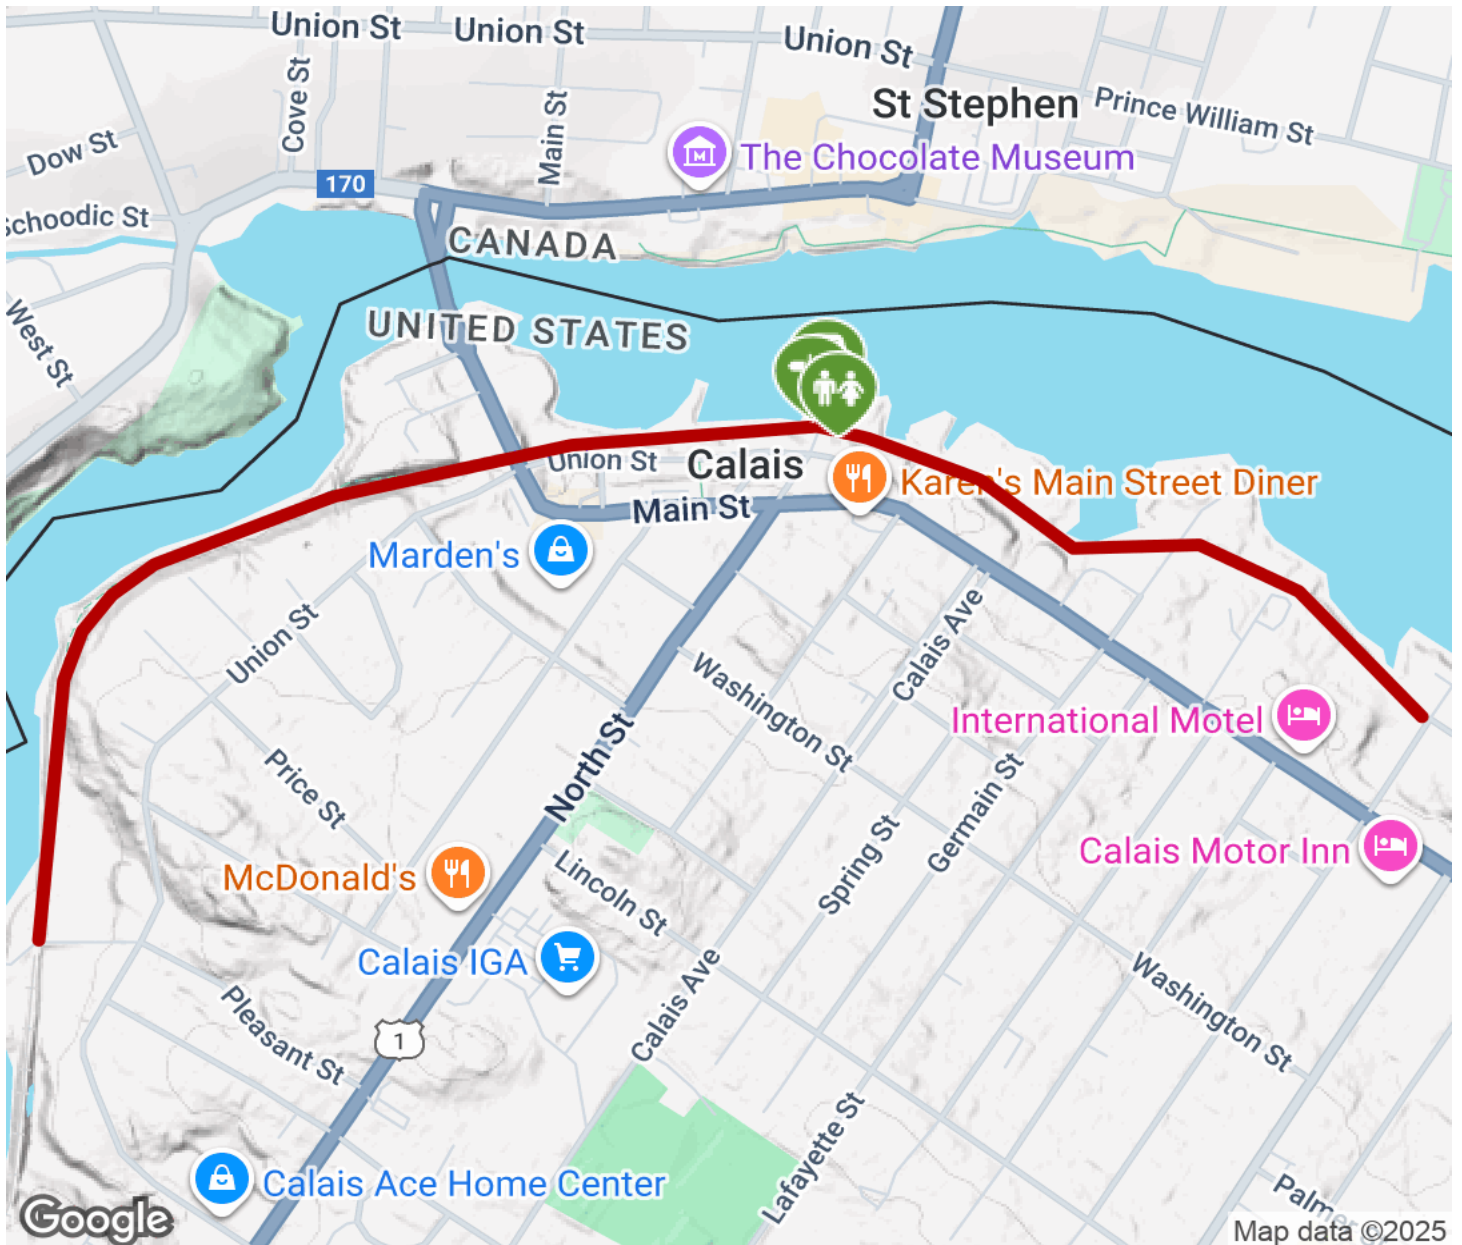 Union St
Union St
Union St
St Stephen
Prince William St
Cove St
Main St
Dow St
The Chocolate Museum
170
Schoodic St
CANADA
UNITED STATES
West St
Union St
Calais
Karen's Main Street Diner
Main St
Marden's
Calais Ave
Union St
Washington St
International Motel
North St
Price St
Germain St
Calais Motor Inn
Spring St
McDonald's
Lincoln St
Calais IGA
Calais Ave
Washington St
Pleasant St
1
Lafayette St
Calais Ace Home Center
Palmer
Google
Map data ©2025